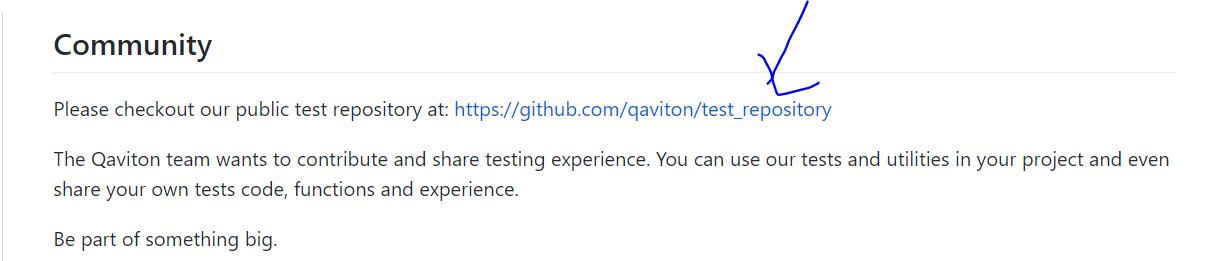 Community
Please checkout our public test repository at: https://github.com/qaviton/test_repository
The Qaviton team wants to contribute and share testing experience. You can use our tests and utilities in your project and even
share your own tests code, functions and experience.
Be part of something big.